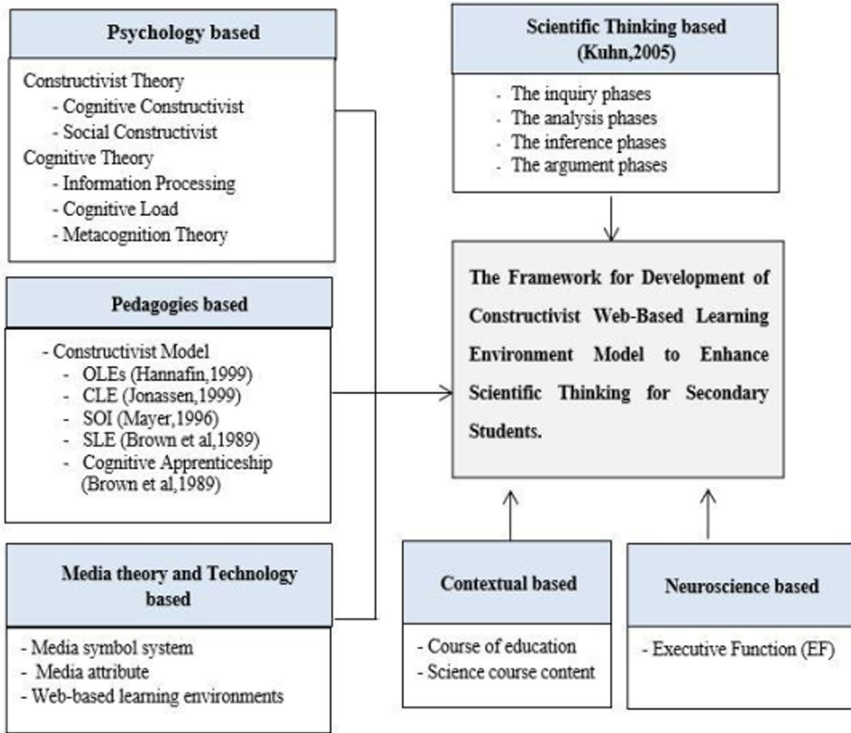 Psychology based
Constructivist Theory
- Cognitive Constructivist
- Social Constructivist
Cognitive Theory
- Information Processing
- Cognitive Load
- Metacognition Theory
Pedagogies based
- Constructivist Model
- OLEs (Hannafin,1999)
- CLE (Jonassen,1999)
- SOI (Mayer,1996)
- SLE (Brown et al,1989)
- Cognitive Apprenticeship
(Brown et al,1989)
Media theory and Technology
based
- Media symbol system
- Media attribute
- Web-based learning environments
Scientific Thinking based
(Kuhn,2005)
- The inquiry phases
- The analysis phases
- The inference phases
- The argument phases
The Framework for Development of
Constructivist Web-Based Learning
Environment Model to Enhance
Scientific Thinking for Secondary
Students.
Contextual based
- Course of education
- Science course content
Neuroscience based
- Executive Function (EF)